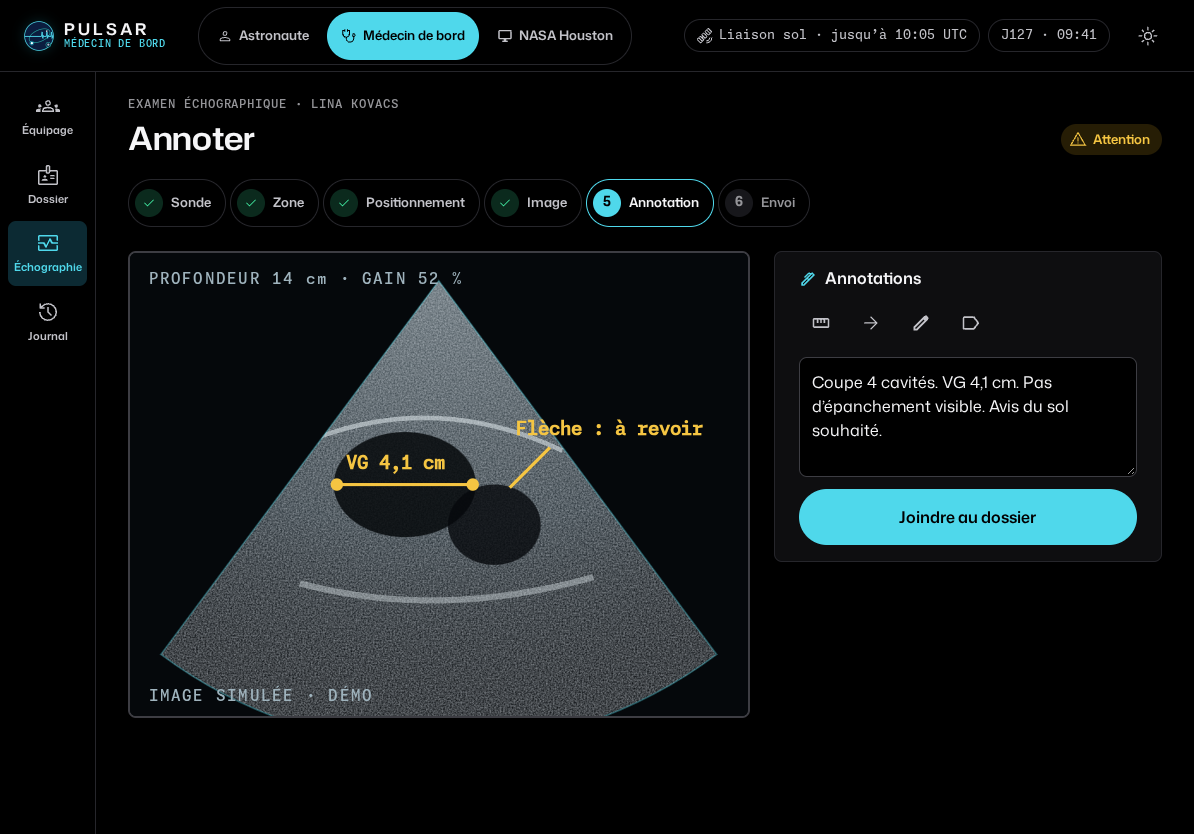 PULSAR
MÉDECIN DE BORD
Astronaute
Médecin de bord
NASA Houston
Liaison sol · jusqu’à 10:05 UTC
J127 · 09:41
Équipage
Dossier
Échographie
Journal
EXAMEN ÉCHOGRAPHIQUE · LINA KOVACS
Annoter
Attention
Sonde
Zone
Positionnement
Image
5 Annotation
6 Envoi
PROFONDEUR 14 cm · GAIN 52 %
Flèche : à revoir
VG 4,1 cm
IMAGE SIMULÉE · DÉMO
Annotations
Coupe 4 cavités. VG 4,1 cm. Pas
d’épanchement visible. Avis du sol
souhaité.
Joindre au dossier